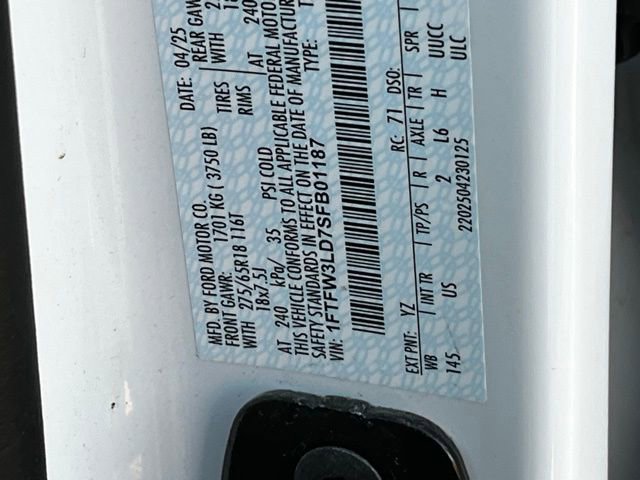 MFD. BY FORD MOTOR CO.
DATE: 04/25
FRONT GAWR: 1701 KG ( 3750 LB)
REAR GAW
WITH 275/65R18 116T TIRES WITH
18x7.5J RIMS
AT 240 kPa/ 35 PSI COLD AT 240
THIS VEHICLE CONFORMS TO ALL APPLICABLE FEDERAL MOTO
SAFETY STANDARDS IN EFFECT ON THE DATE OF MANUFACTUR
VIN: 1FTFW3LD7SFB01187
TYPE:
EXT PNT: YZ RC: 71 DSO:
WB INT TR TP/PS R AXLE TR SPR
145 US 2 L6 H UUCC
2202504230125 ULC